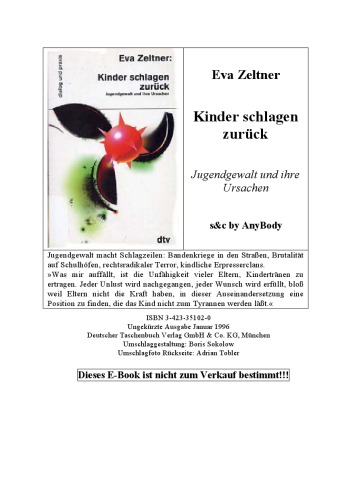 dialog und praxis
Eva Zeltner:
Kinder schlagen
zurück
Jugendgewalt und ihre Ursachen
dtv
Eva Zeltner
Kinder schlagen
zurück
Jugendgewalt und ihre
Ursachen
s&c by AnyBody
Jugendgewalt macht Schlagzeilen: Bandenkriege in den Straßen, Brutalität
auf Schulhöfen, rechtsradikaler Terror, kindliche Erpresserclans.
»Was mir auffällt, ist die Unfähigkeit vieler Eltern, Kindertränen zu
ertragen. Jeder Unlust wird nachgegangen, jeder Wunsch wird erfüllt, bloß
weil Eltern nicht die Kraft haben, in dieser Auseinandersetzung eine
Position zu finden, die das Kind nicht zum Tyrannen werden läßt.«
ISBN 3-423-35102-0
Ungekürzte Ausgabe Januar 1996
Deutscher Taschenbuch Verlag GmbH & Co. KG, München
Umschlaggestaltung: Boris Sokolow
Umschlagfoto Rückseite: Adrian Tobler
Dieses E-Book ist nicht zum Verkauf bestimmt!!!